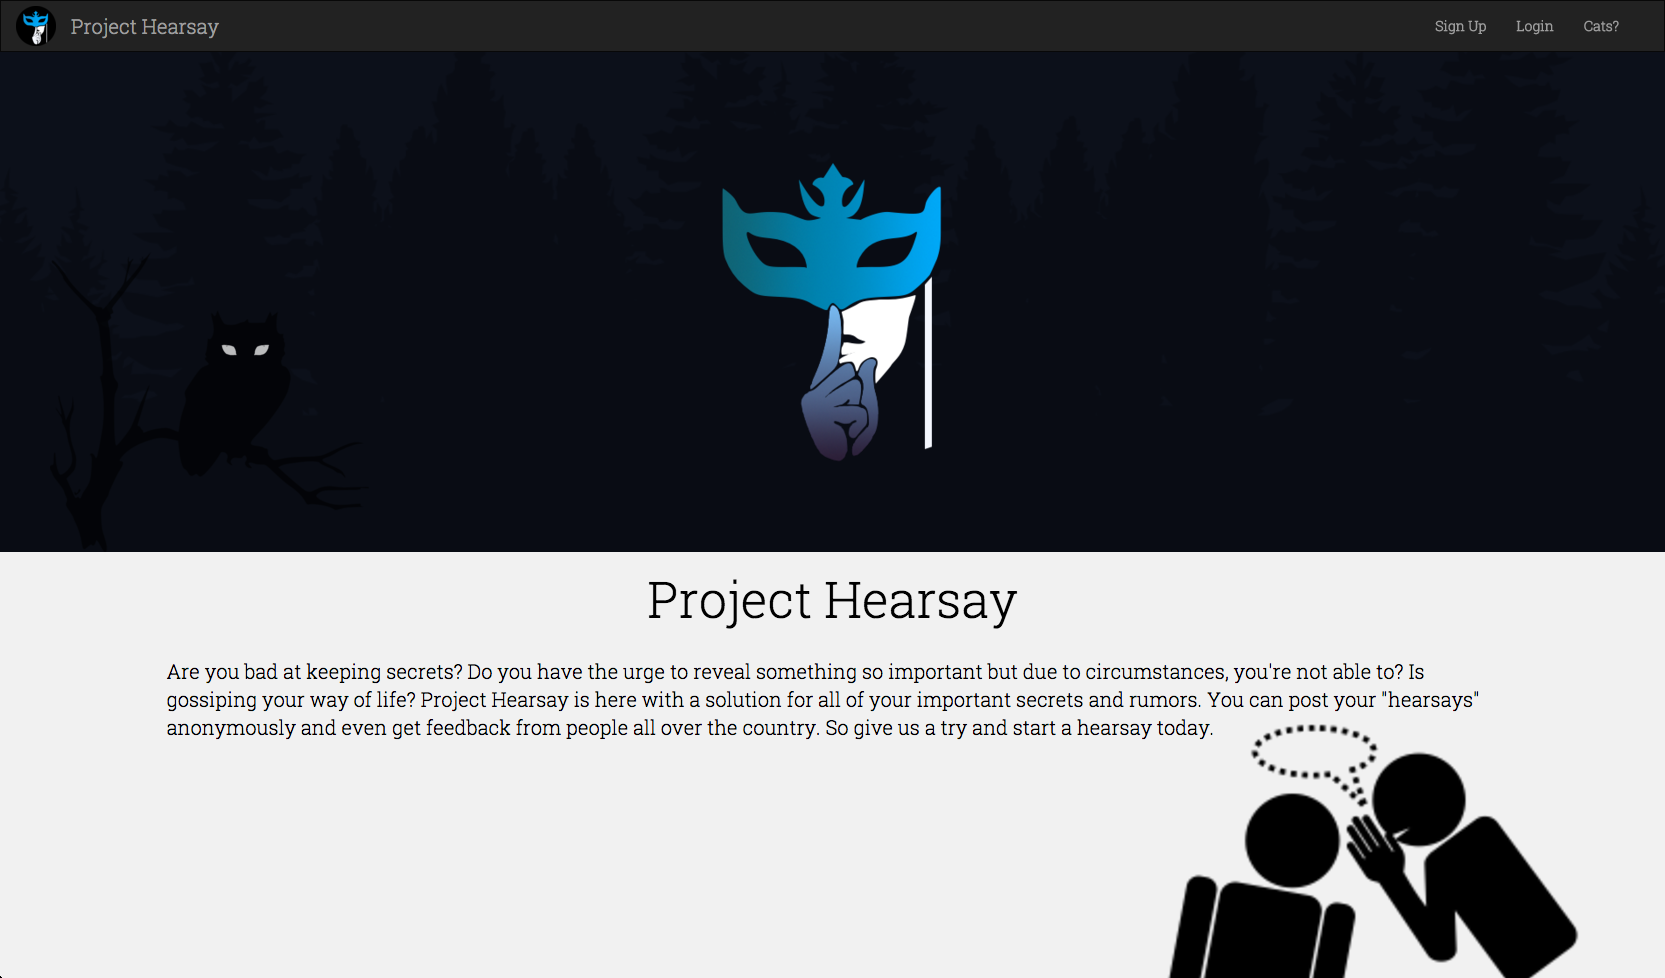 Project Hearsay
Sign Up
Login
Cats?
Project Hearsay
Are you bad at keeping secrets? Do you have the urge to reveal something so important but due to circumstances, you're not able to? Is
gossiping your way of life? Project Hearsay is here with a solution for all of your important secrets and rumors. You can post your "hearsays"
anonymously and even get feedback from people all over the country. So give us a try and start a hearsay today.